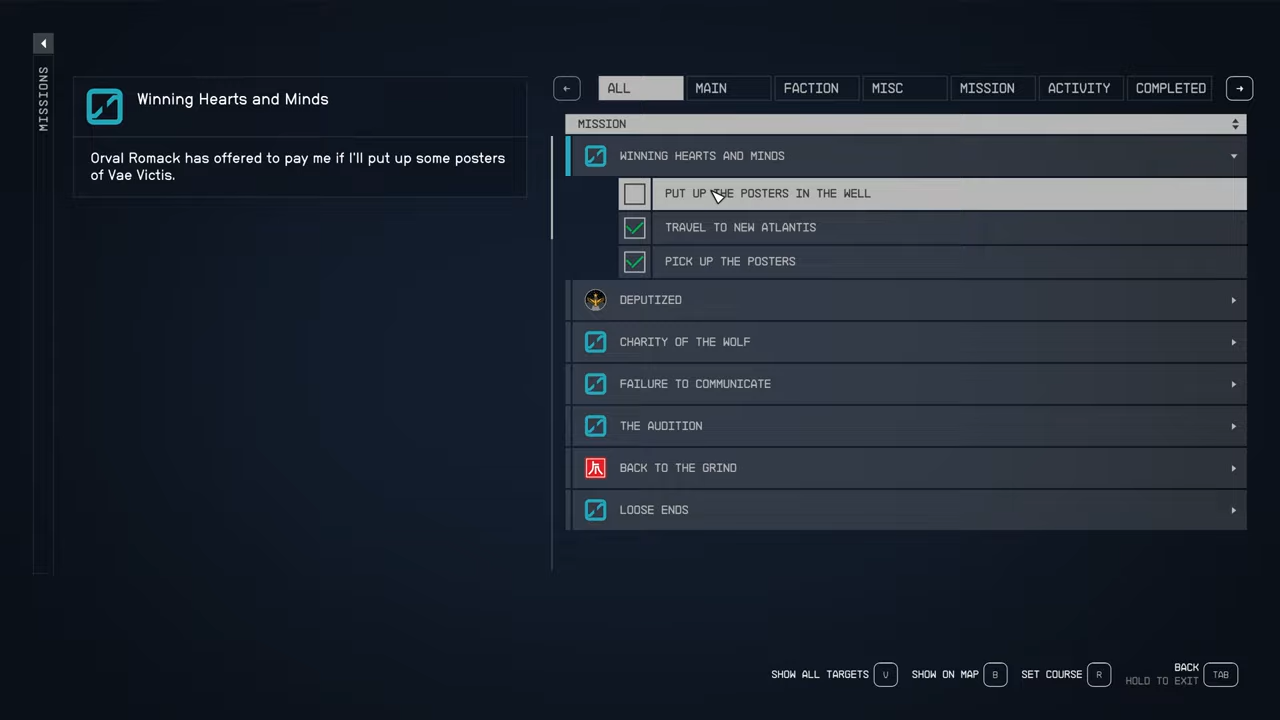 MISSIONS
Winning Hearts and Minds
Orval Romack has offered to pay me if I'll put up some posters
of Vae Victis.
ALL
MAIN
FACTION
MISC
MISSION
ACTIVITY
COMPLETED
MISSION
WINNING HEARTS AND MINDS
PUT UP THE POSTERS IN THE WELL
TRAVEL TO NEW ATLANTIS
PICK UP THE POSTERS
DEPUTIZED
CHARITY OF THE WOLF
FAILURE TO COMMUNICATE
THE AUDITION
BACK TO THE GRIND
LOOSE ENDS
SHOW ALL TARGETS V
SHOW ON MAP B
SET COURSE R
BACK
HOLD TO EXIT
TAB